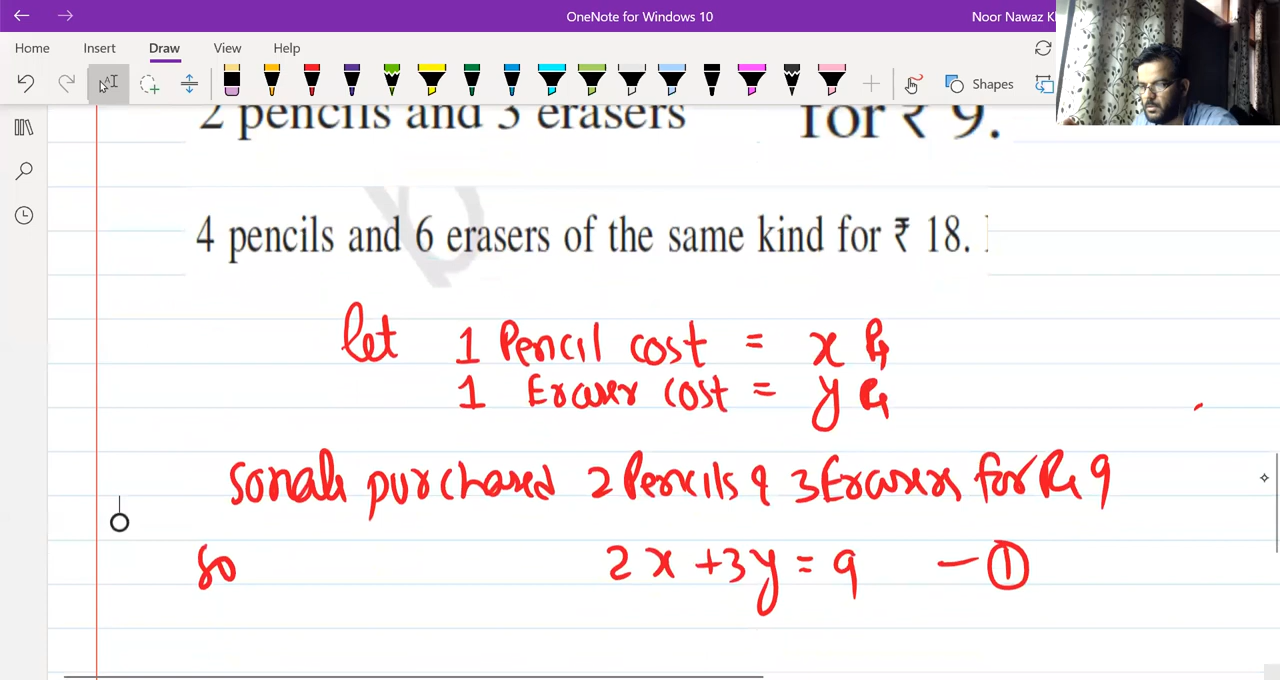 OneNote for Windows 10
Noor Nawaz Kh
Home Insert Draw View Help
Shapes
2 pencils and 3 erasers for ₹ 9.
4 pencils and 6 erasers of the same kind for ₹ 18.
let 1 Pencil cost = x Rs
1 Eraser cost = y Rs
Sonali purchased 2 Pencils & 3 Erasers for Rs 9
So 2x + 3y = 9 — ①